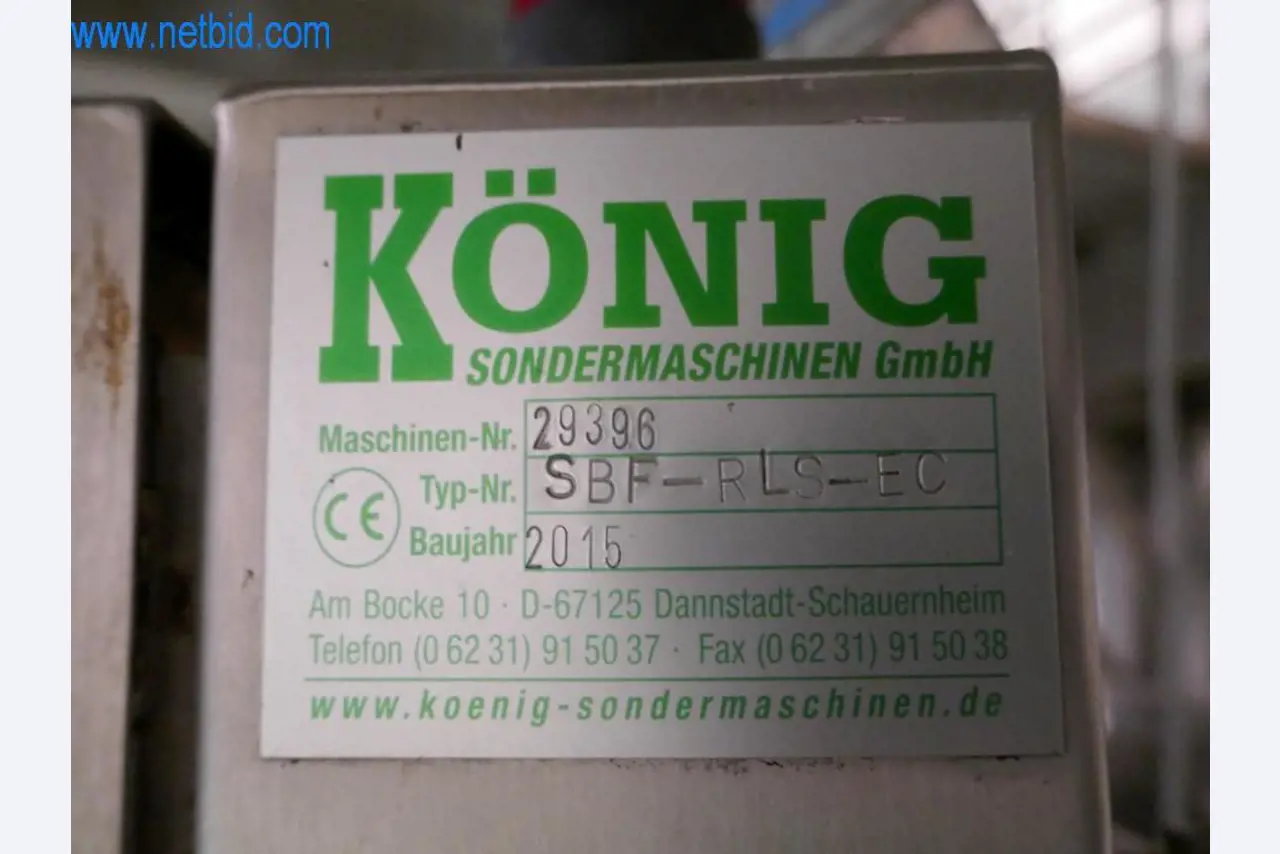 www.netbid.com
KÖNIG
SONDERMASCHINEN GmbH
Maschinen-Nr. 29396
CE Typ-Nr. SBF-RLS-EC
Baujahr 2015
Am Bocke 10 · D-67125 Dannstadt-Schauernheim
Telefon (0 62 31) 91 50 37 · Fax (0 62 31) 91 50 38
www.koenig-sondermaschinen.de